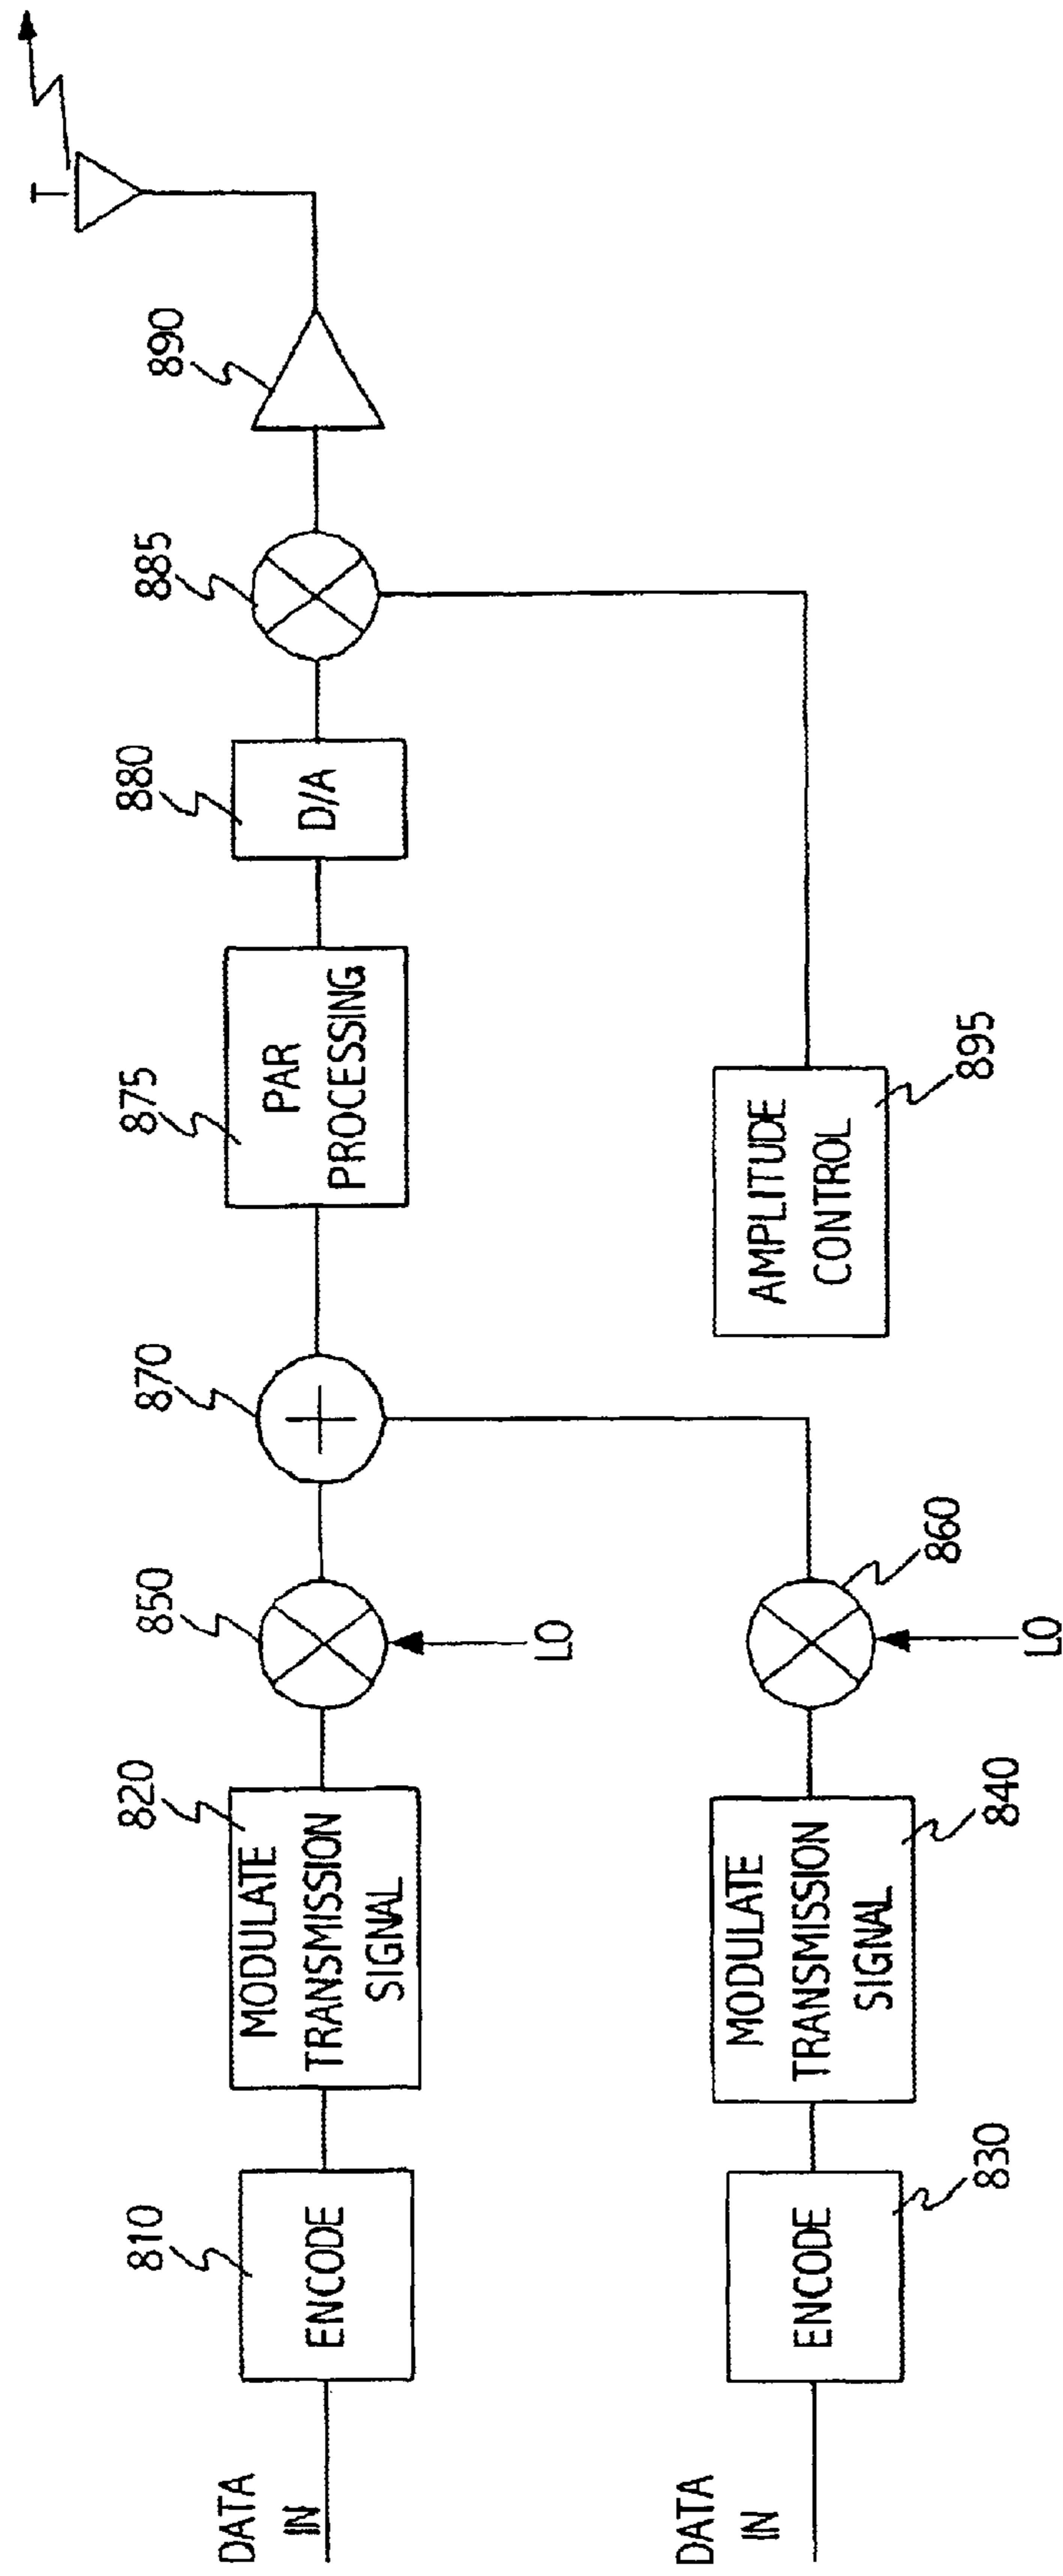 DATA
IN
810
ENCODE
820
MODULATE
TRANSMISSION
SIGNAL
850
LO
870
875
PAR
PROCESSING
880
D/A
885
890
DATA
IN
830
ENCODE
840
MODULATE
TRANSMISSION
SIGNAL
860
LO
AMPLITUDE
CONTROL
895